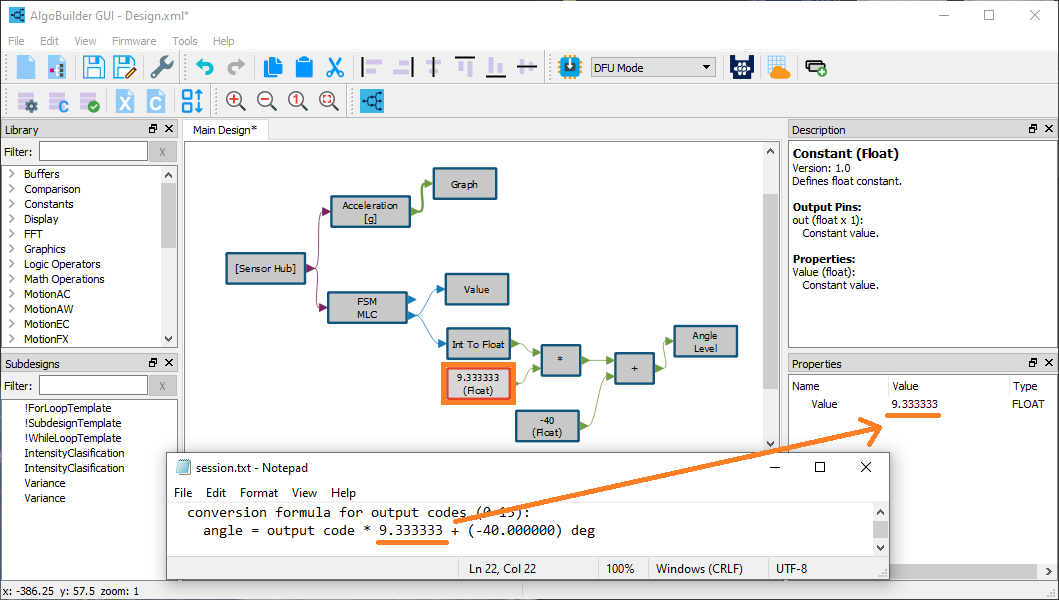 AlgoBuilder GUI - Design.xml*
File Edit View Firmware Tools Help
DFU Mode
X C 1
Library
Filter: X
Buffers
Comparison
Constants
Display
FFT
Graphics
Logic Operators
Math Operations
MotionAC
MotionAW
MotionEC
MotionFX
Subdesigns
Filter: X
!ForLoopTemplate
!SubdesignTemplate
!WhileLoopTemplate
IntensityClasification
IntensityClasification
Variance
Variance
Main Design*
Graph
Acceleration
[g]
[Sensor Hub]
FSM
MLC
Value
Int To Float
9.333333
(Float)
*
-40
(Float)
+
Angle
Level
Description
Constant (Float)
Version: 1.0
Defines float constant.
Output Pins:
out (float x 1):
Constant value.
Properties:
Value (float):
Constant value.
Properties
Name Value Type
Value 9.333333 FLOAT
session.txt - Notepad
File Edit Format View Help
conversion formula for output codes (0-15):
angle = output code * 9.333333 + (-40.000000) deg
Ln 22, Col 22 100% Windows (CRLF) UTF-8
x: -386.25 y: 57.5 zoom: 1